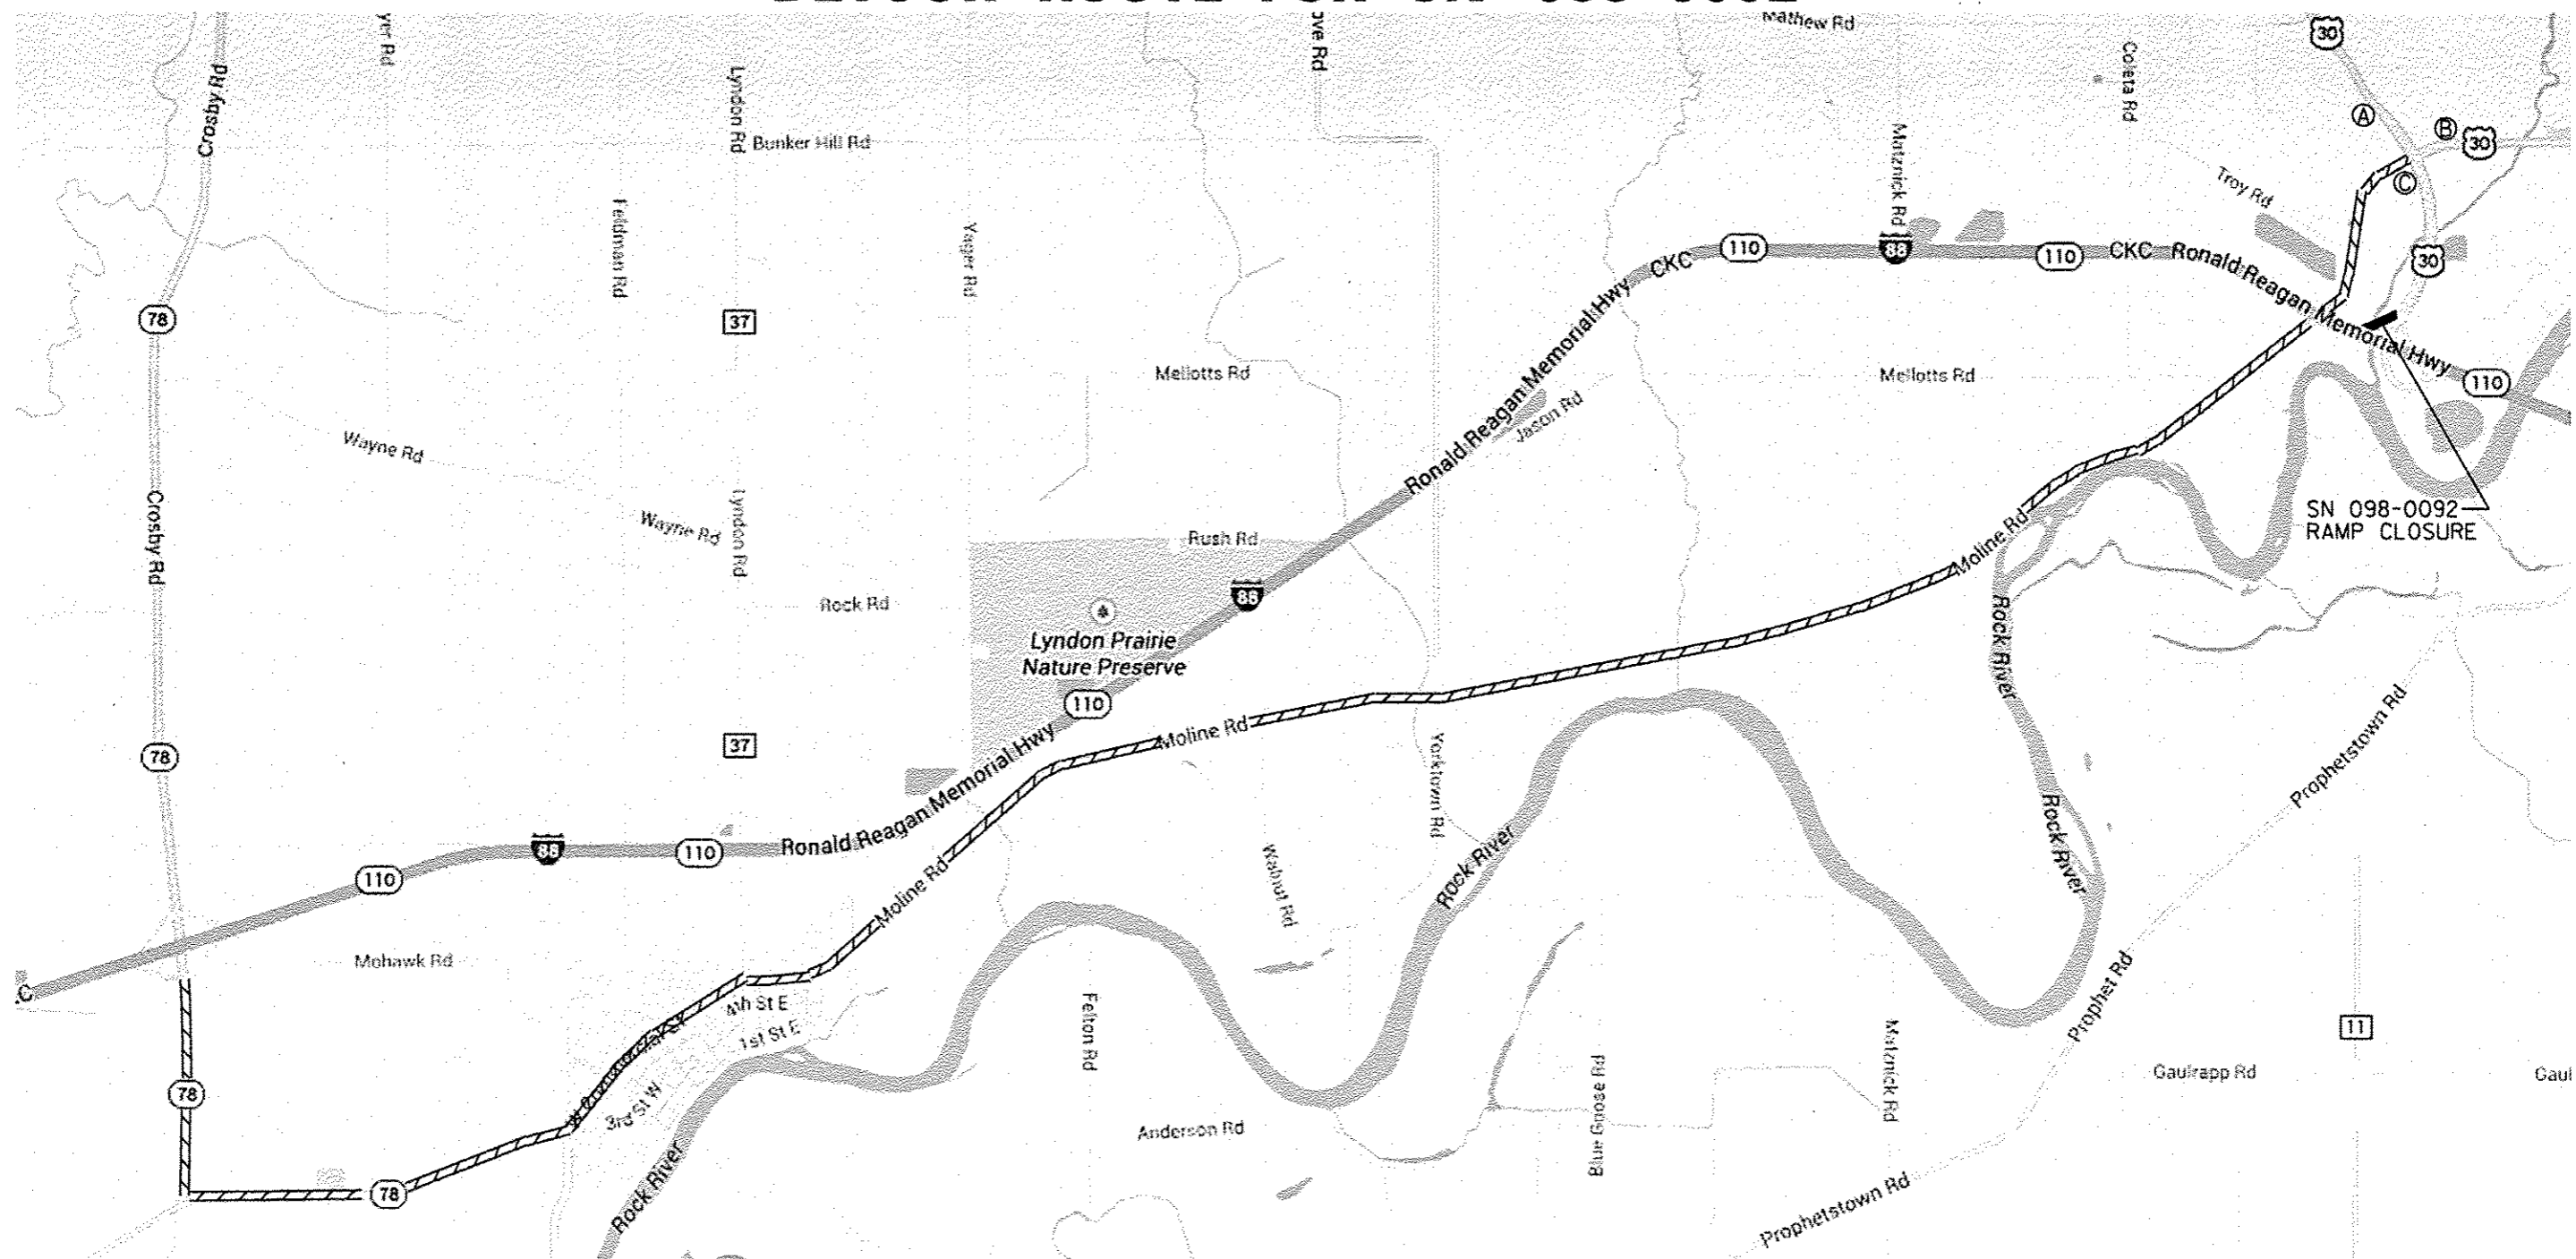 Mathew Rd
30
Crosby Rd
Lyndon Rd
Coleta Rd
A
B
30
Bunker Hill Rd
Matznick Rd
Troy Rd
C
Feldman Rd
Yager Rd
110
88
110
CKC
Ronald Reagan Memorial Hwy
CKC
30
78
37
Ronald Reagan Memorial Hwy
110
Mellotts Rd
Mellotts Rd
Jason Rd
Wayne Rd
Crosby Rd
Wayne Rd
Lyndon Rd
SN 098-0092
RAMP CLOSURE
Rush Rd
Moline Rd
88
Rock Rd
Lyndon Prairie
Nature Preserve
Rock River
110
Moline Rd
78
37
Ronald Reagan Memorial Hwy
Yorktown Rd
Prophetstown Rd
88
110
110
Rock River
Rock River
Moline Rd
Walnut Rd
Mohawk Rd
4th St E
1st St E
Felton Rd
Prophet Rd
11
78
3rd St W
Matznick Rd
Gaulrapp Rd
Gaul
Anderson Rd
Blue Goose Rd
78
Rock River
Prophetstown Rd